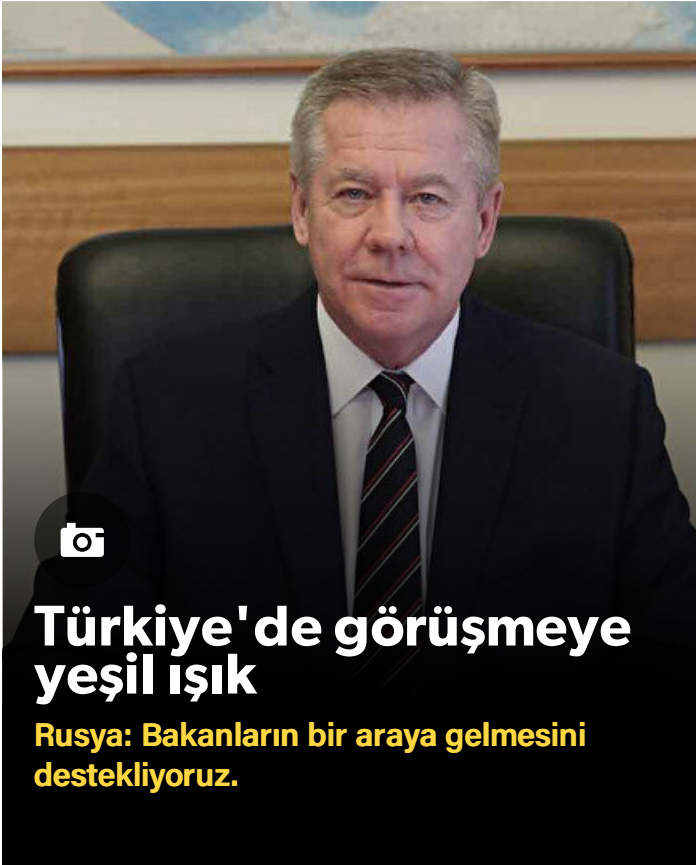 Türkiye'de görüşmeye
yeşil ışık
Rusya: Bakanların bir araya gelmesini
destekliyoruz.